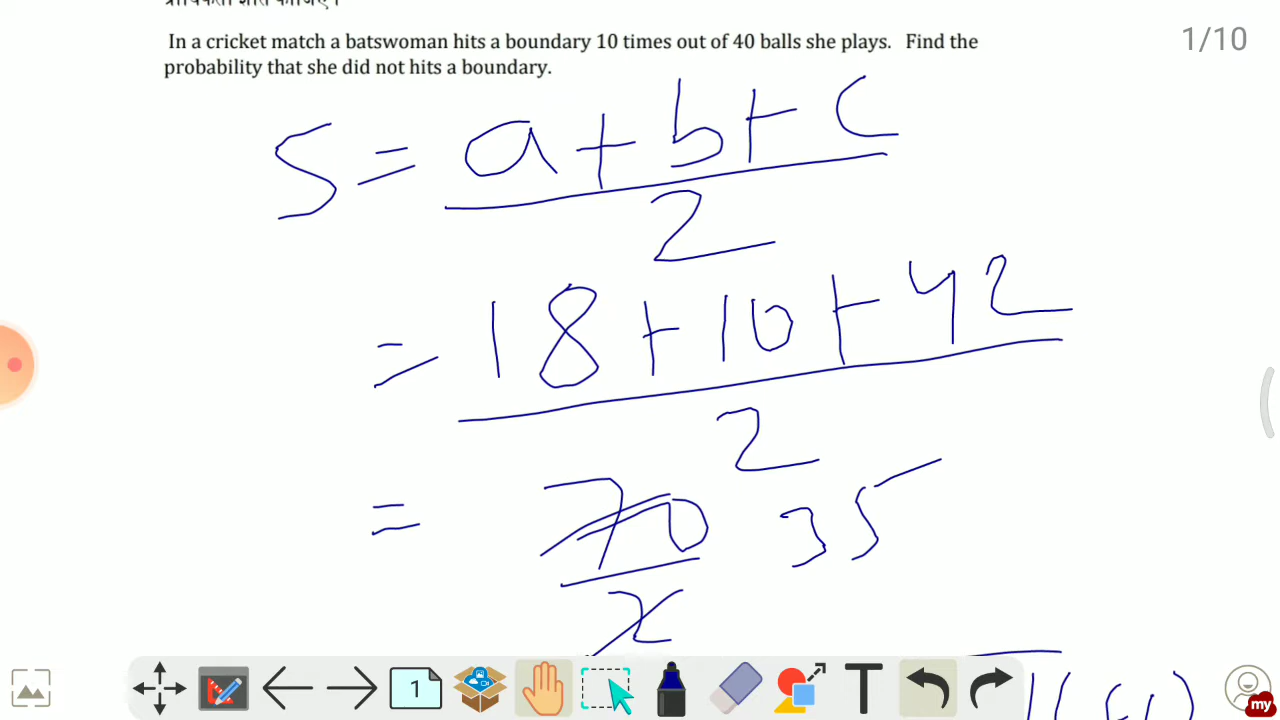 1/10
In a cricket match a batswoman hits a boundary 10 times out of 40 balls she plays. Find the
probability that she did not hits a boundary.
S = a + b + c
2
= 18 + 10 + 42
2
= 70 35
2
1
T
my